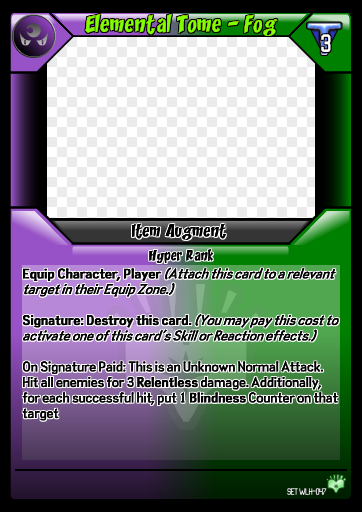 Elemental Tome - Fog
3
Item Augment
Hyper Rank
Equip Character, Player (Attach this card to a relevant
target in their Equip Zone.)
Signature: Destroy this card. (You may pay this cost to
activate one of this card's Skill or Reaction effects.)
On Signature Paid: This is an Unknown Normal Attack.
Hit all enemies for 3 Relentless damage. Additionally,
for each successful hit, put 1 Blindness Counter on that
target
SET WLH-047